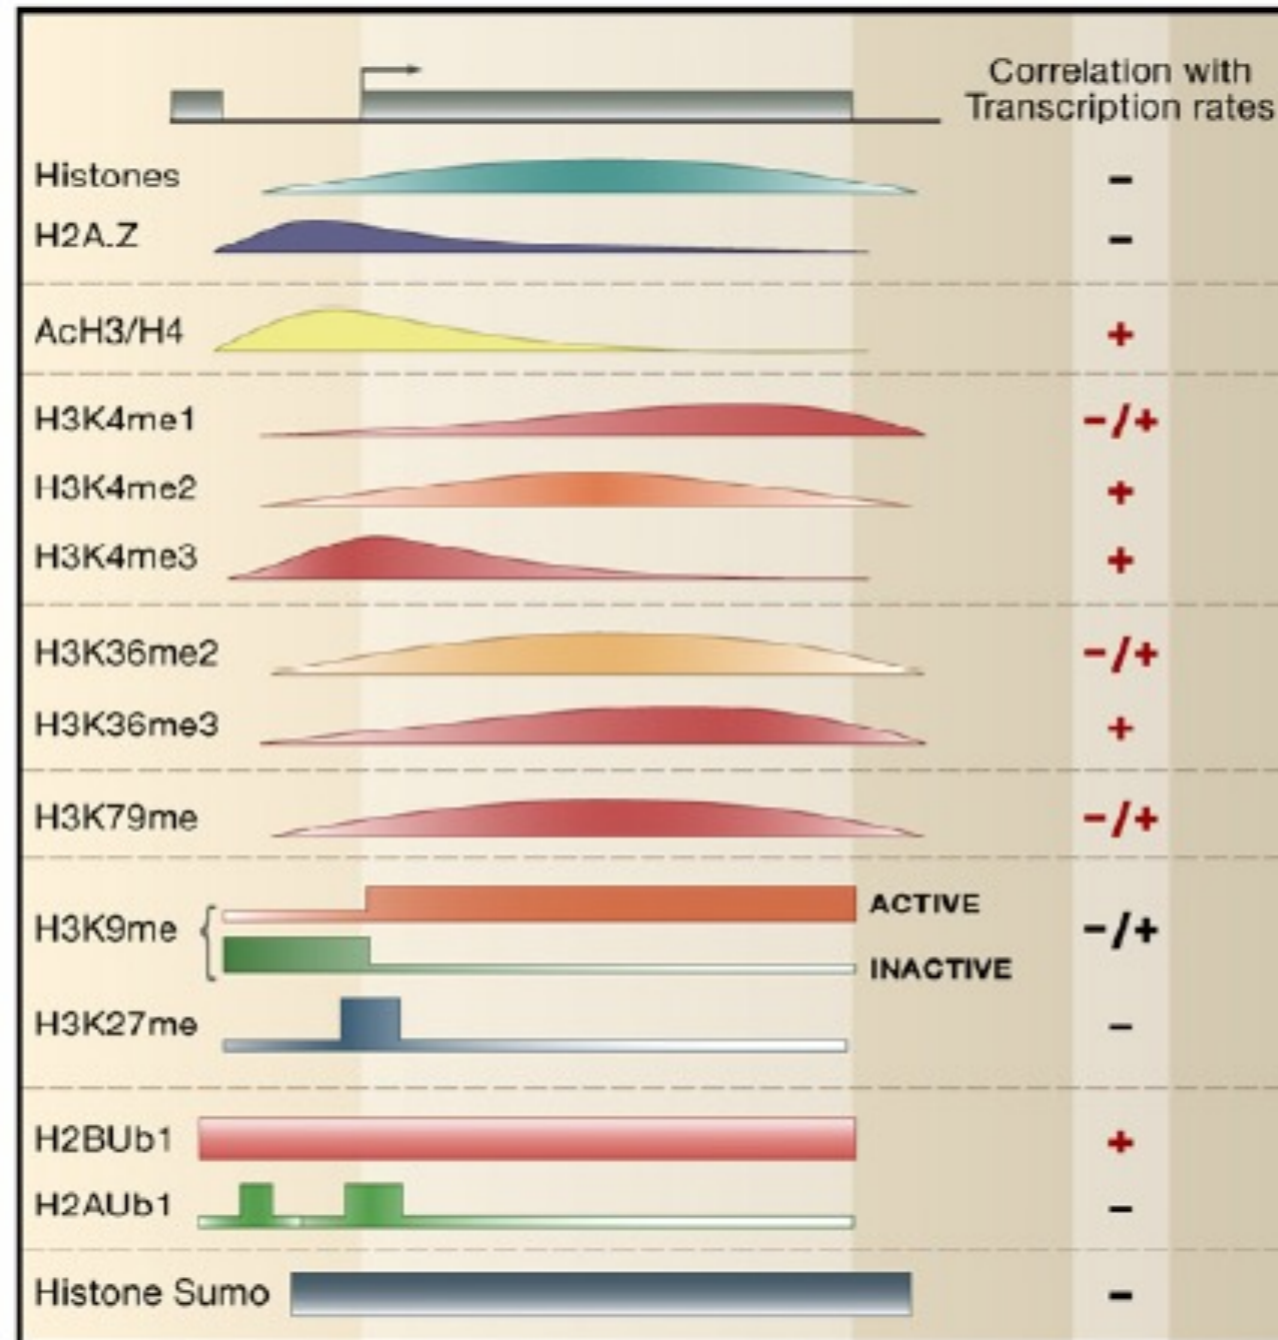 Correlation with
Transcription rates
Histones -
H2A.Z -
AcH3/H4 +
H3K4me1 -/+
H3K4me2 +
H3K4me3 +
H3K36me2 -/+
H3K36me3 +
H3K79me -/+
ACTIVE
H3K9me { -/+
INACTIVE
H3K27me -
H2BUb1 +
H2AUb1 -
Histone Sumo -